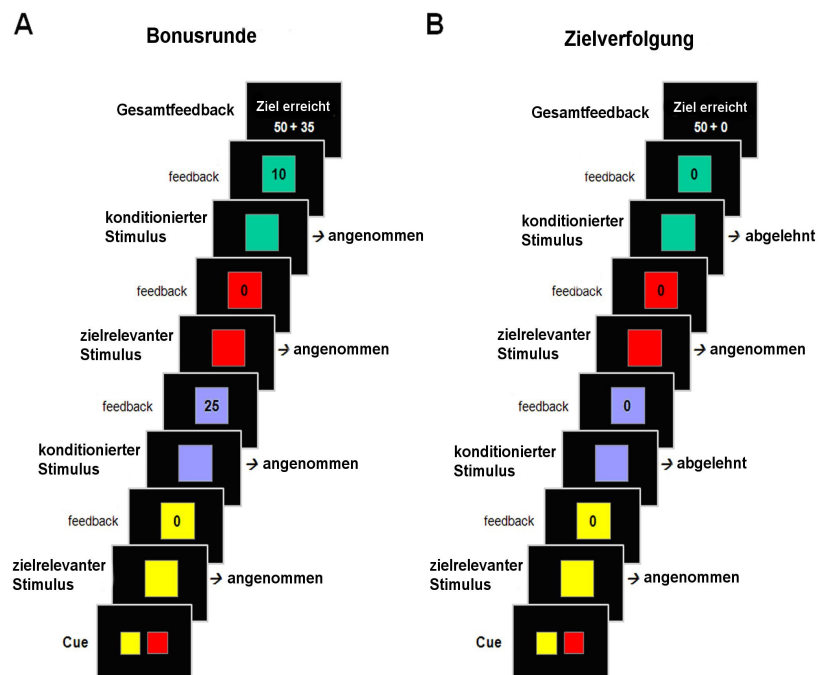 A
Bonusrunde
Gesamtfeedback
Ziel erreicht
50 + 35
feedback
10
konditionierter
Stimulus
→ angenommen
feedback
0
zielrelevanter
Stimulus
→ angenommen
feedback
25
konditionierter
Stimulus
→ angenommen
feedback
0
zielrelevanter
Stimulus
→ angenommen
Cue
B
Zielverfolgung
Gesamtfeedback
Ziel erreicht
50 + 0
feedback
0
konditionierter
Stimulus
→ abgelehnt
feedback
0
zielrelevanter
Stimulus
→ angenommen
feedback
0
konditionierter
Stimulus
→ abgelehnt
feedback
0
zielrelevanter
Stimulus
→ angenommen
Cue